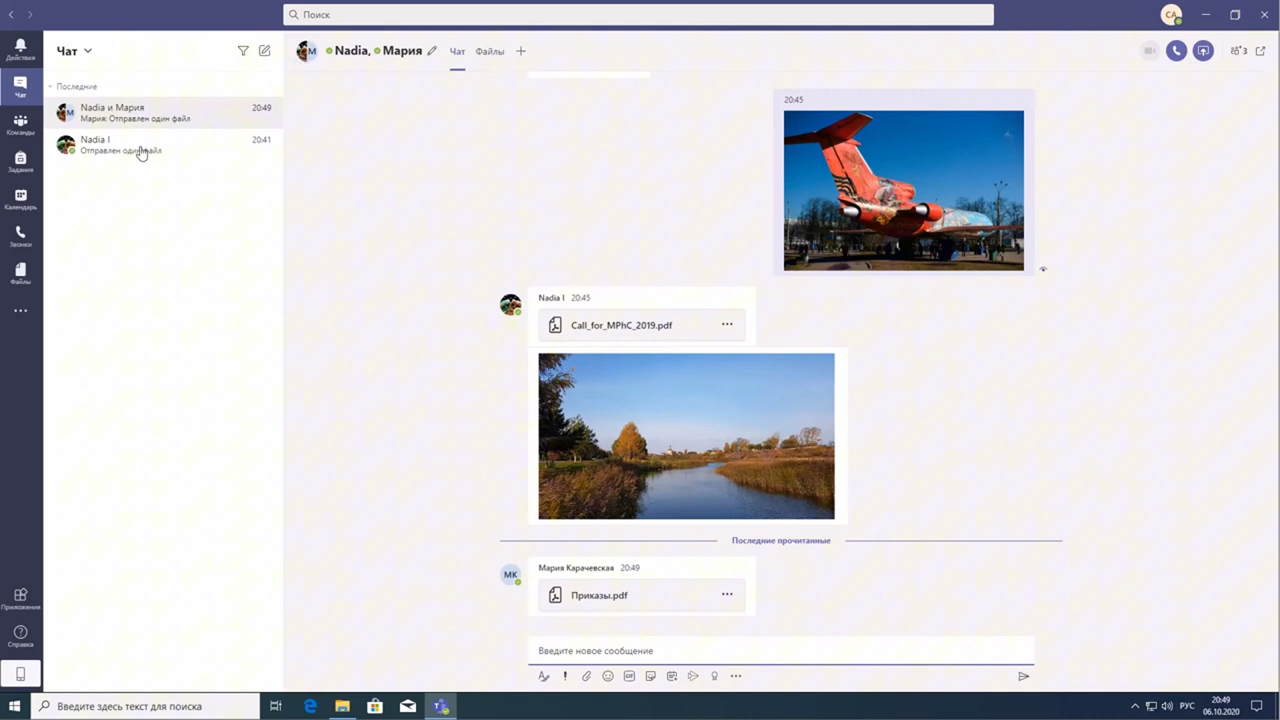 Поиск
CA
Действия
Чат
Команды
Задания
Календарь
Звонки
Файлы
Приложения
Справка
Чат
Последние
Nadia и Мария 20:49
Мария: Отправлен один файл
Nadia I 20:41
Отправлен один файл
M Nadia, Мария Чат Файлы
3
20:45
Nadia I 20:45
Call_for_MPhC_2019.pdf
Последние прочитанные
МК
Мария Карачевская 20:49
Приказы.pdf
Введите новое сообщение
GIF
Введите здесь текст для поиска
РУС
20:49
06.10.2020